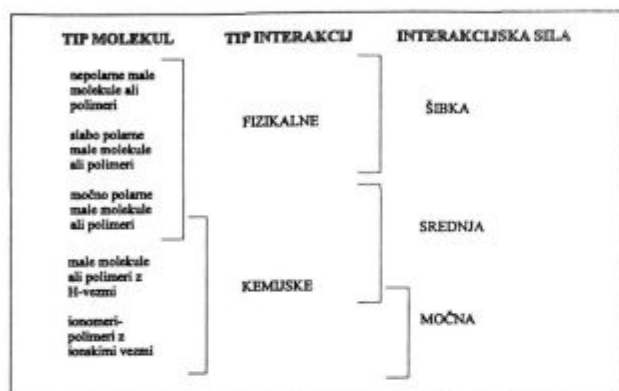 TIP MOLEKUL
TIP INTERAKCIJ
INTERAKCIJSKA SILA
nepolarne male
molekule ali
polimeri
slabo polarne
male molekule
ali polimeri
močno polarne
male molekule
ali polimeri
male molekule
ali polimeri z
H-vezmi
ionomeri-
polimeri z
ionskimi vezmi
FIZIKALNE
KEMIJSKE
ŠIBKA
SREDNJA
MOČNA